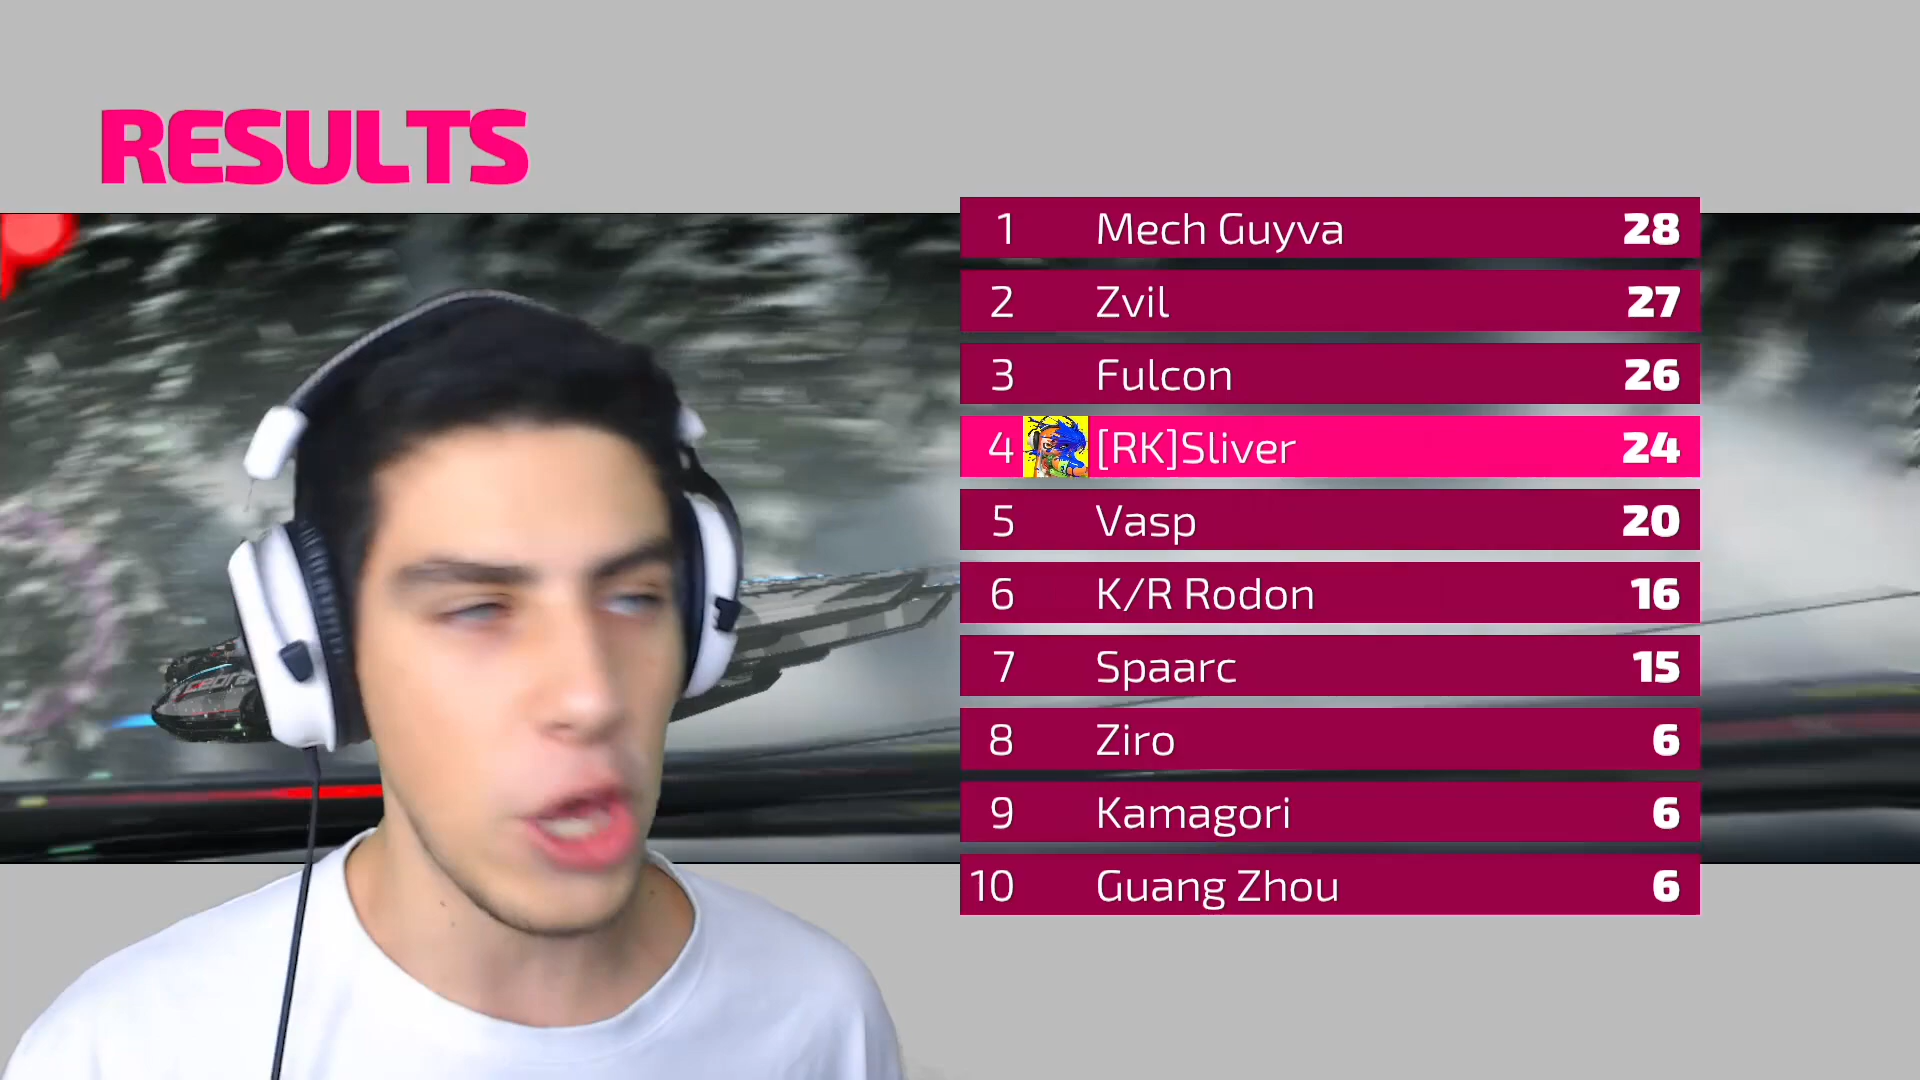 RESULTS
1 Mech Guyva 28
2 Zvil 27
3 Fulcon 26
4 [RK]Sliver 24
5 Vasp 20
6 K/R Rodon 16
7 Spaarc 15
8 Ziro 6
9 Kamagori 6
10 Guang Zhou 6